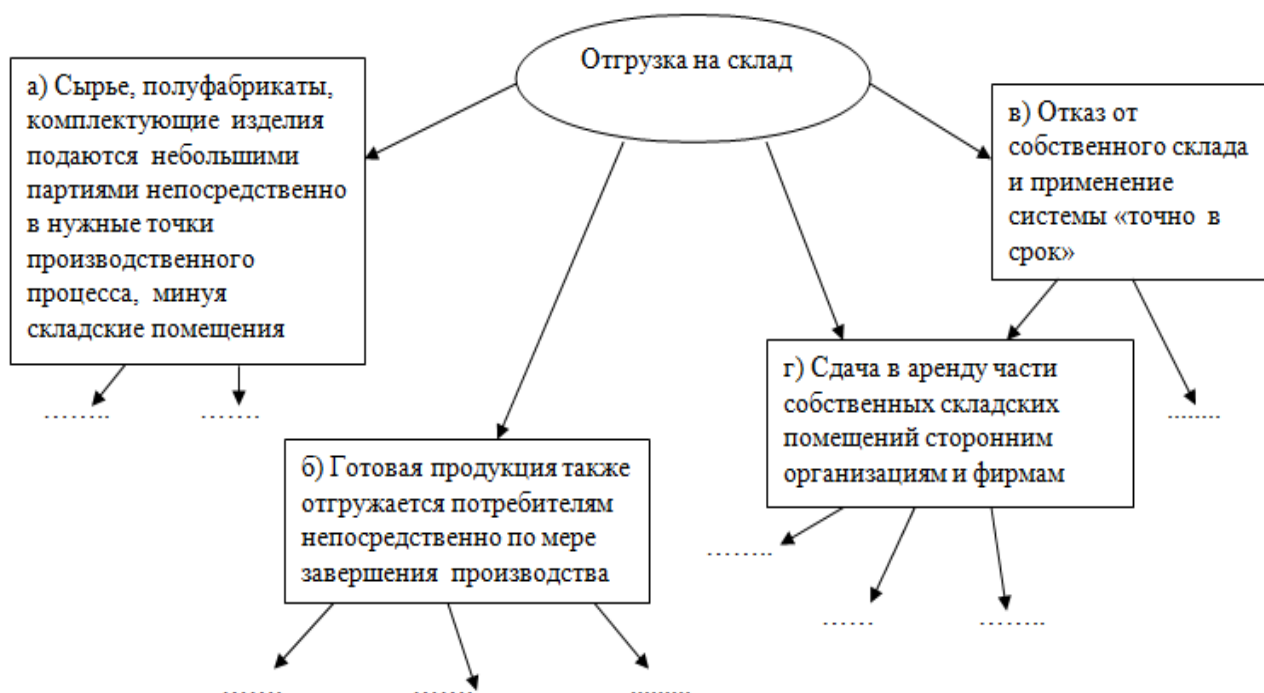 Отгрузка на склад
а) Сырье, полуфабрикаты,
комплектующие изделия
подаются небольшими
партиями непосредственно
в нужные точки
производственного
процесса, минуя
складские помещения
в) Отказ от
собственного склада
и применение
системы «точно в
срок»
г) Сдача в аренду части
собственных складских
помещений сторонним
организациям и фирмам
б) Готовая продукция также
отгружается потребителям
непосредственно по мере
завершения производства